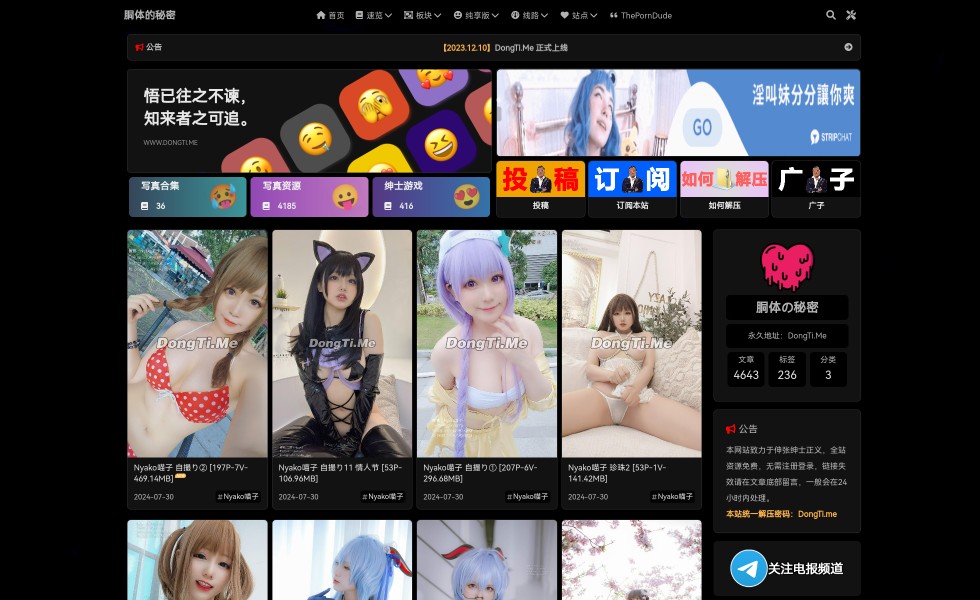 胴体的秘密
首页
速览
板块
纯享版
线路
站点
ThePornDude
公告
【2023.12.10】DongTi.Me 正式上线
悟已往之不谏，
知来者之可追。
WWW.DONGTI.ME
淫叫妹分分讓你爽
GO
STRIPCHAT
写真合集
36
写真资源
4185
绅士游戏
416
投稿
投稿
订阅
订阅本站
如何解压
如何解压
广子
广子
DongTi.Me
DongTi.Me
DongTi.Me
DongTi.Me
Nyako喵子 自撮り② [197P-7V-
469.14MB]
2024-07-30
#Nyako喵子
Nyako喵子 自撮り11 情人节 [53P-
106.96MB]
2024-07-30
#Nyako喵子
Nyako喵子 自撮り① [207P-6V-
296.68MB]
2024-07-30
#Nyako喵子
Nyako喵子 珍珠2 [53P-1V-
141.42MB]
2024-07-30
#Nyako喵子
胴体の秘密
永久地址：DongTi.Me
文章
4643
标签
236
分类
3
公告
本网站致力于伸张绅士正义，全站
资源免费，无需注册登录，链接失
效请在文章底部留言，一般会在24
小时内处理。
本站统一解压密码：DongTi.me
关注电报频道